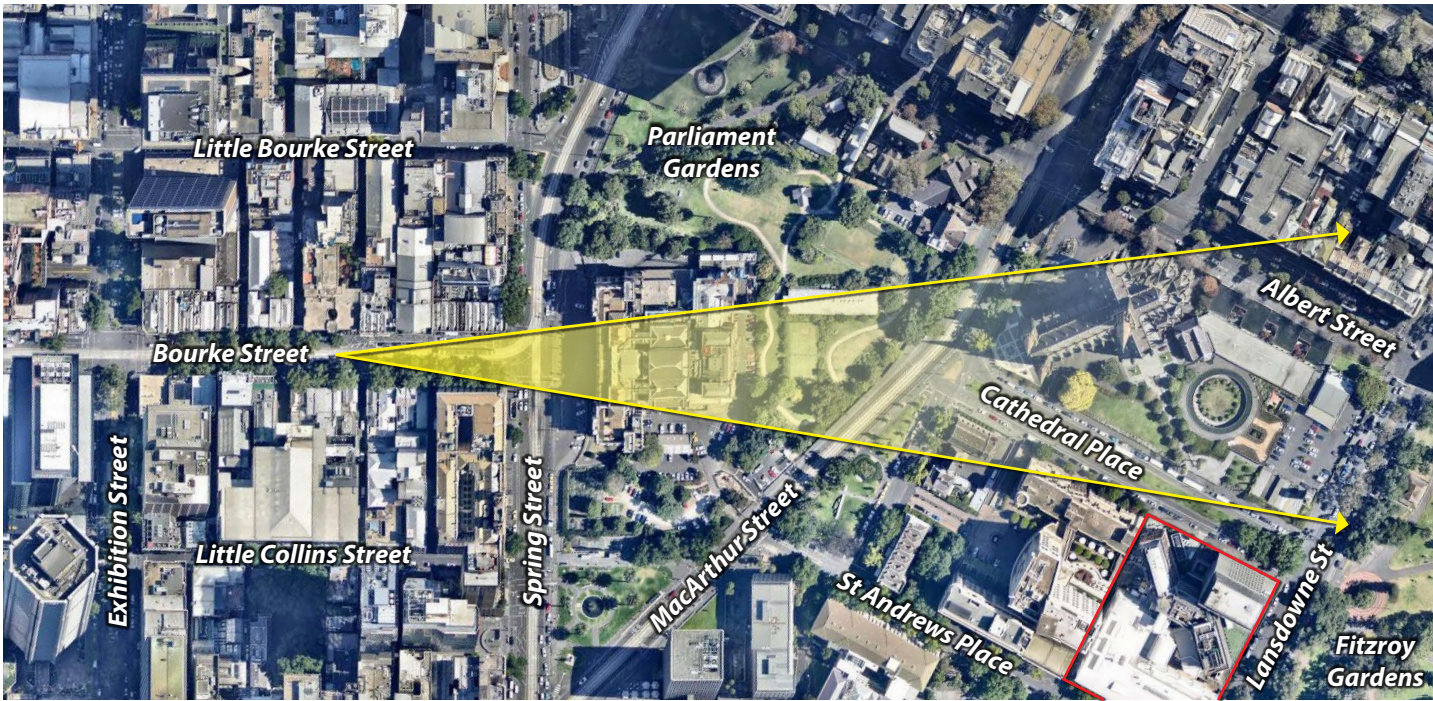 Little Bourke Street
Parliament
Gardens
Bourke Street
Albert Street
Cathedral Place
Exhibition Street
Little Collins Street
Spring Street
MacArthur Street
St Andrews Place
Lansdowne St
Fitzroy
Gardens